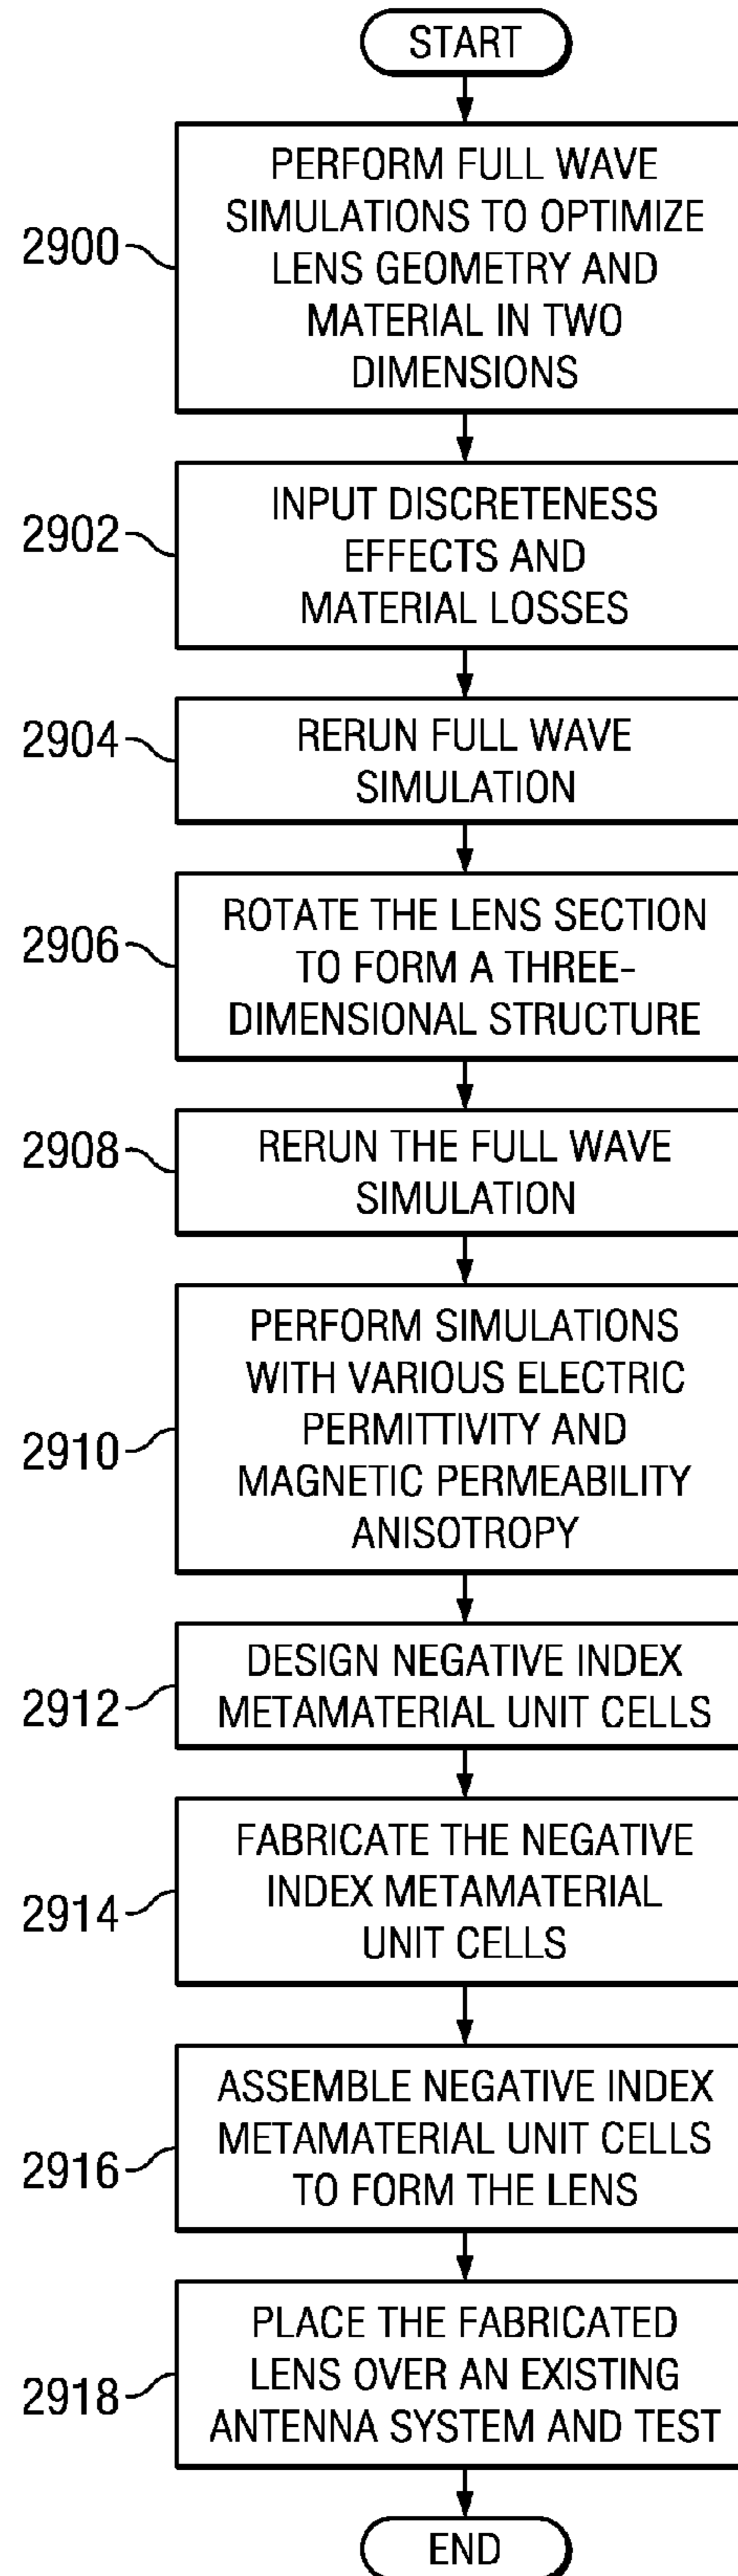 START
2900
PERFORM FULL WAVE
SIMULATIONS TO OPTIMIZE
LENS GEOMETRY AND
MATERIAL IN TWO
DIMENSIONS
2902
INPUT DISCRETENESS
EFFECTS AND
MATERIAL LOSSES
2904
RERUN FULL WAVE
SIMULATION
2906
ROTATE THE LENS SECTION
TO FORM A THREE-
DIMENSIONAL STRUCTURE
2908
RERUN THE FULL WAVE
SIMULATION
2910
PERFORM SIMULATIONS
WITH VARIOUS ELECTRIC
PERMITTIVITY AND
MAGNETIC PERMEABILITY
ANISOTROPY
2912
DESIGN NEGATIVE INDEX
METAMATERIAL UNIT CELLS
2914
FABRICATE THE NEGATIVE
INDEX METAMATERIAL
UNIT CELLS
2916
ASSEMBLE NEGATIVE INDEX
METAMATERIAL UNIT CELLS
TO FORM THE LENS
2918
PLACE THE FABRICATED
LENS OVER AN EXISTING
ANTENNA SYSTEM AND TEST
END